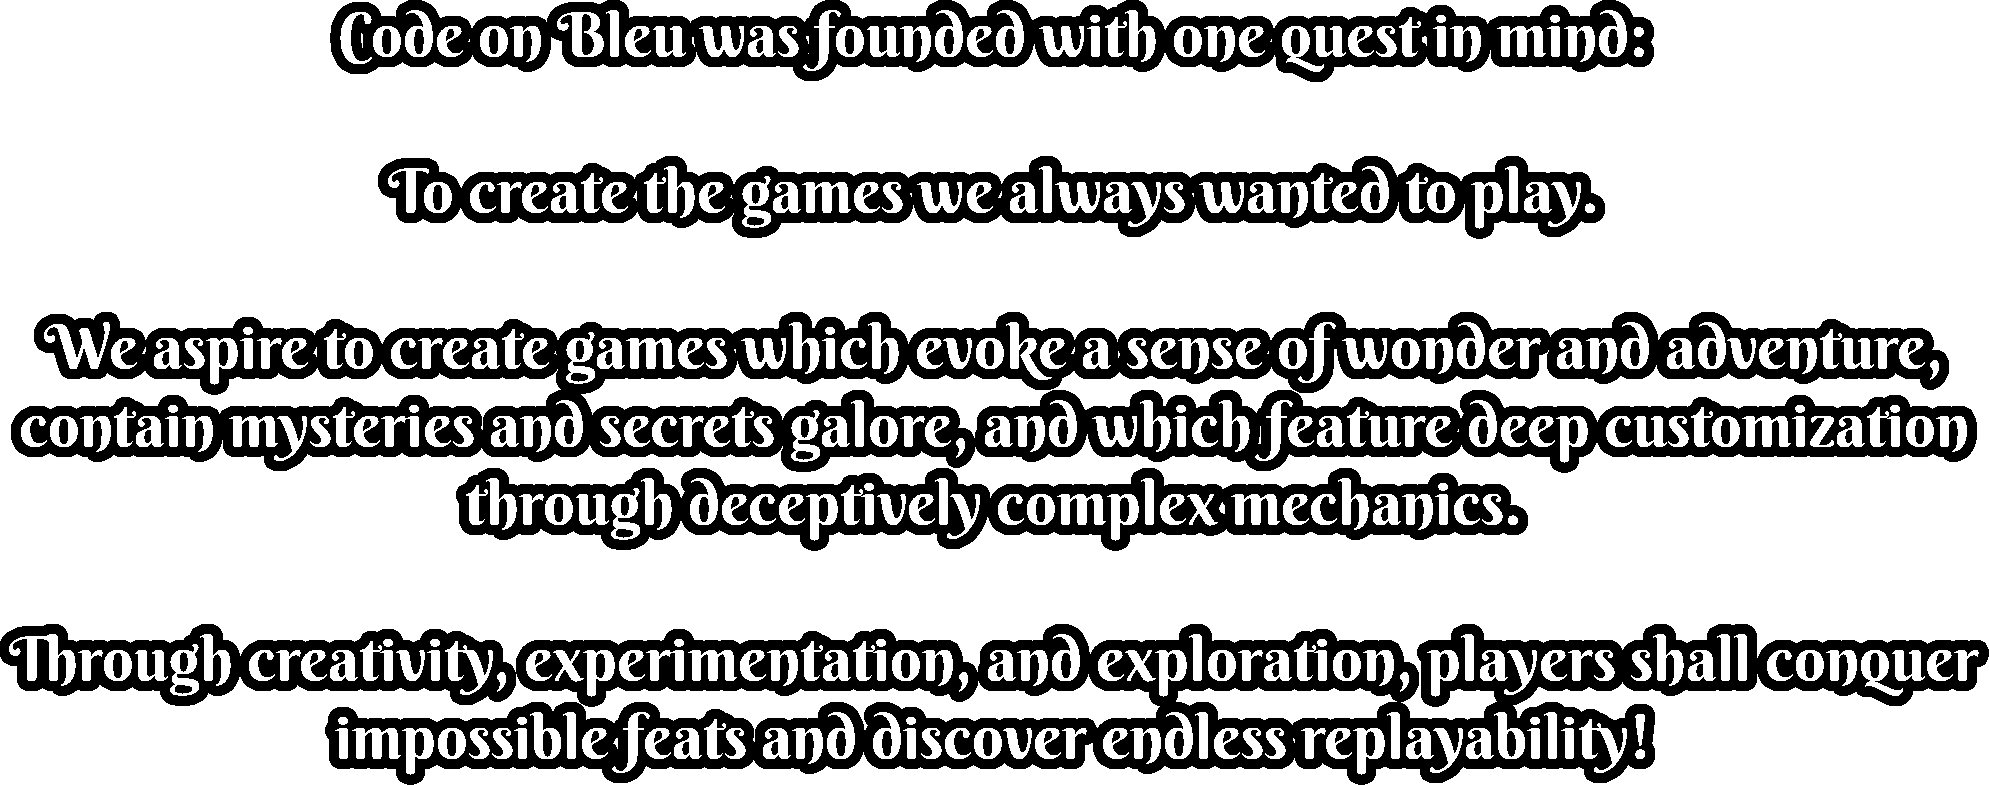 Code on Bleu was founded with one quest in mind:
To create the games we always wanted to play.
We aspire to create games which evoke a sense of wonder and adventure,
contain mysteries and secrets galore, and which feature deep customization
through deceptively complex mechanics.
Through creativity, experimentation, and exploration, players shall conquer
impossible feats and discover endless replayability!